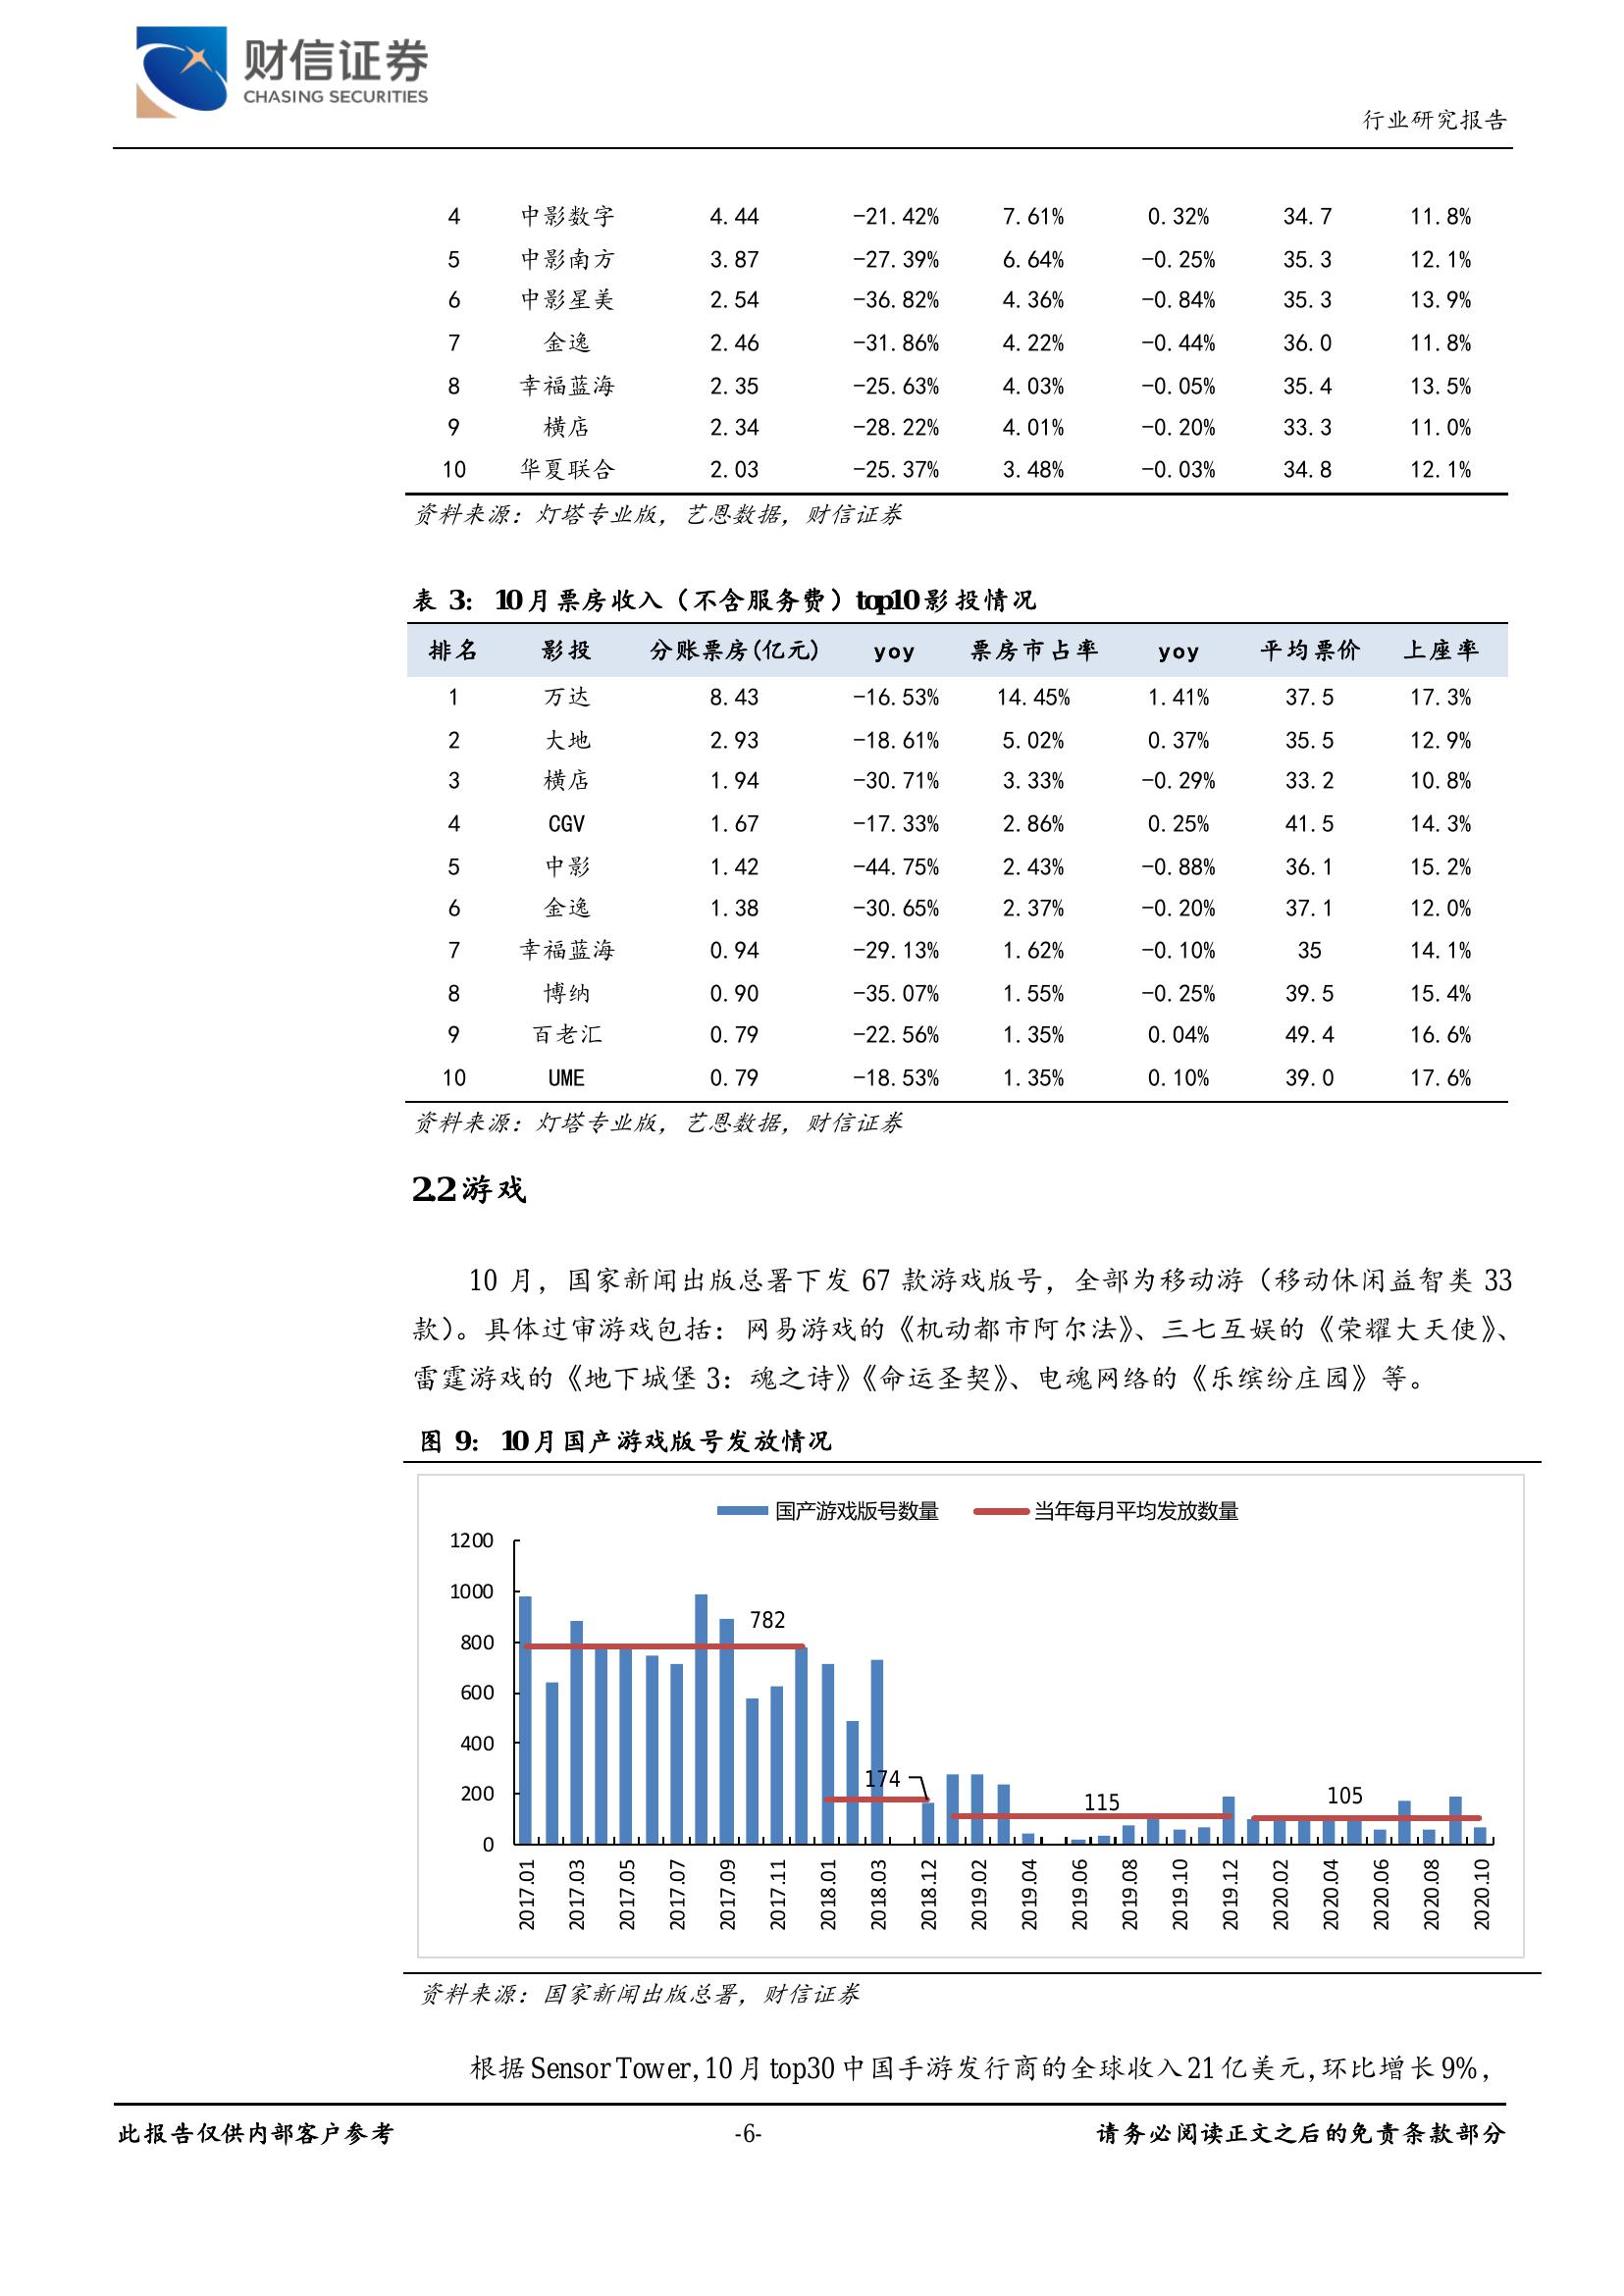 财信证券
CHASING SECURITIES
行业研究报告
4 中影数字 4.44 -21.42% 7.61% 0.32% 34.7 11.8%
5 中影南方 3.87 -27.39% 6.64% -0.25% 35.3 12.1%
6 中影星美 2.54 -36.82% 4.36% -0.84% 35.3 13.9%
7 金逸 2.46 -31.86% 4.22% -0.44% 36.0 11.8%
8 幸福蓝海 2.35 -25.63% 4.03% -0.05% 35.4 13.5%
9 横店 2.34 -28.22% 4.01% -0.20% 33.3 11.0%
10 华夏联合 2.03 -25.37% 3.48% -0.03% 34.8 12.1%
资料来源：灯塔专业版，艺恩数据，财信证券
表 3：10月票房收入（不含服务费）top10影投情况
排名 影投 分账票房(亿元) yoy 票房市占率 yoy 平均票价 上座率
1 万达 8.43 -16.53% 14.45% 1.41% 37.5 17.3%
2 大地 2.93 -18.61% 5.02% 0.37% 35.5 12.9%
3 横店 1.94 -30.71% 3.33% -0.29% 33.2 10.8%
4 CGV 1.67 -17.33% 2.86% 0.25% 41.5 14.3%
5 中影 1.42 -44.75% 2.43% -0.88% 36.1 15.2%
6 金逸 1.38 -30.65% 2.37% -0.20% 37.1 12.0%
7 幸福蓝海 0.94 -29.13% 1.62% -0.10% 35 14.1%
8 博纳 0.90 -35.07% 1.55% -0.25% 39.5 15.4%
9 百老汇 0.79 -22.56% 1.35% 0.04% 49.4 16.6%
10 UME 0.79 -18.53% 1.35% 0.10% 39.0 17.6%
资料来源：灯塔专业版，艺恩数据，财信证券
2.2 游戏
10 月，国家新闻出版总署下发 67 款游戏版号，全部为移动游（移动休闲益智类 33
款）。具体过审游戏包括：网易游戏的《机动都市阿尔法》、三七互娱的《荣耀大天使》、
雷霆游戏的《地下城堡 3：魂之诗》《命运圣契》、电魂网络的《乐缤纷庄园》等。
图 9：10月国产游戏版号发放情况
国产游戏版号数量 当年每月平均发放数量
1200
1000
800
600
400
200
0
782
174
115
105
2017.01 2017.03 2017.05 2017.07 2017.09 2017.11 2018.01 2018.03 2018.12 2019.02 2019.04 2019.06 2019.08 2019.10 2019.12 2020.02 2020.04 2020.06 2020.08 2020.10
资料来源：国家新闻出版总署，财信证券
根据 Sensor Tower, 10 月 top30 中国手游发行商的全球收入 21 亿美元, 环比增长 9%，
此报告仅供内部客户参考 -6- 请务必阅读正文之后的免责条款部分